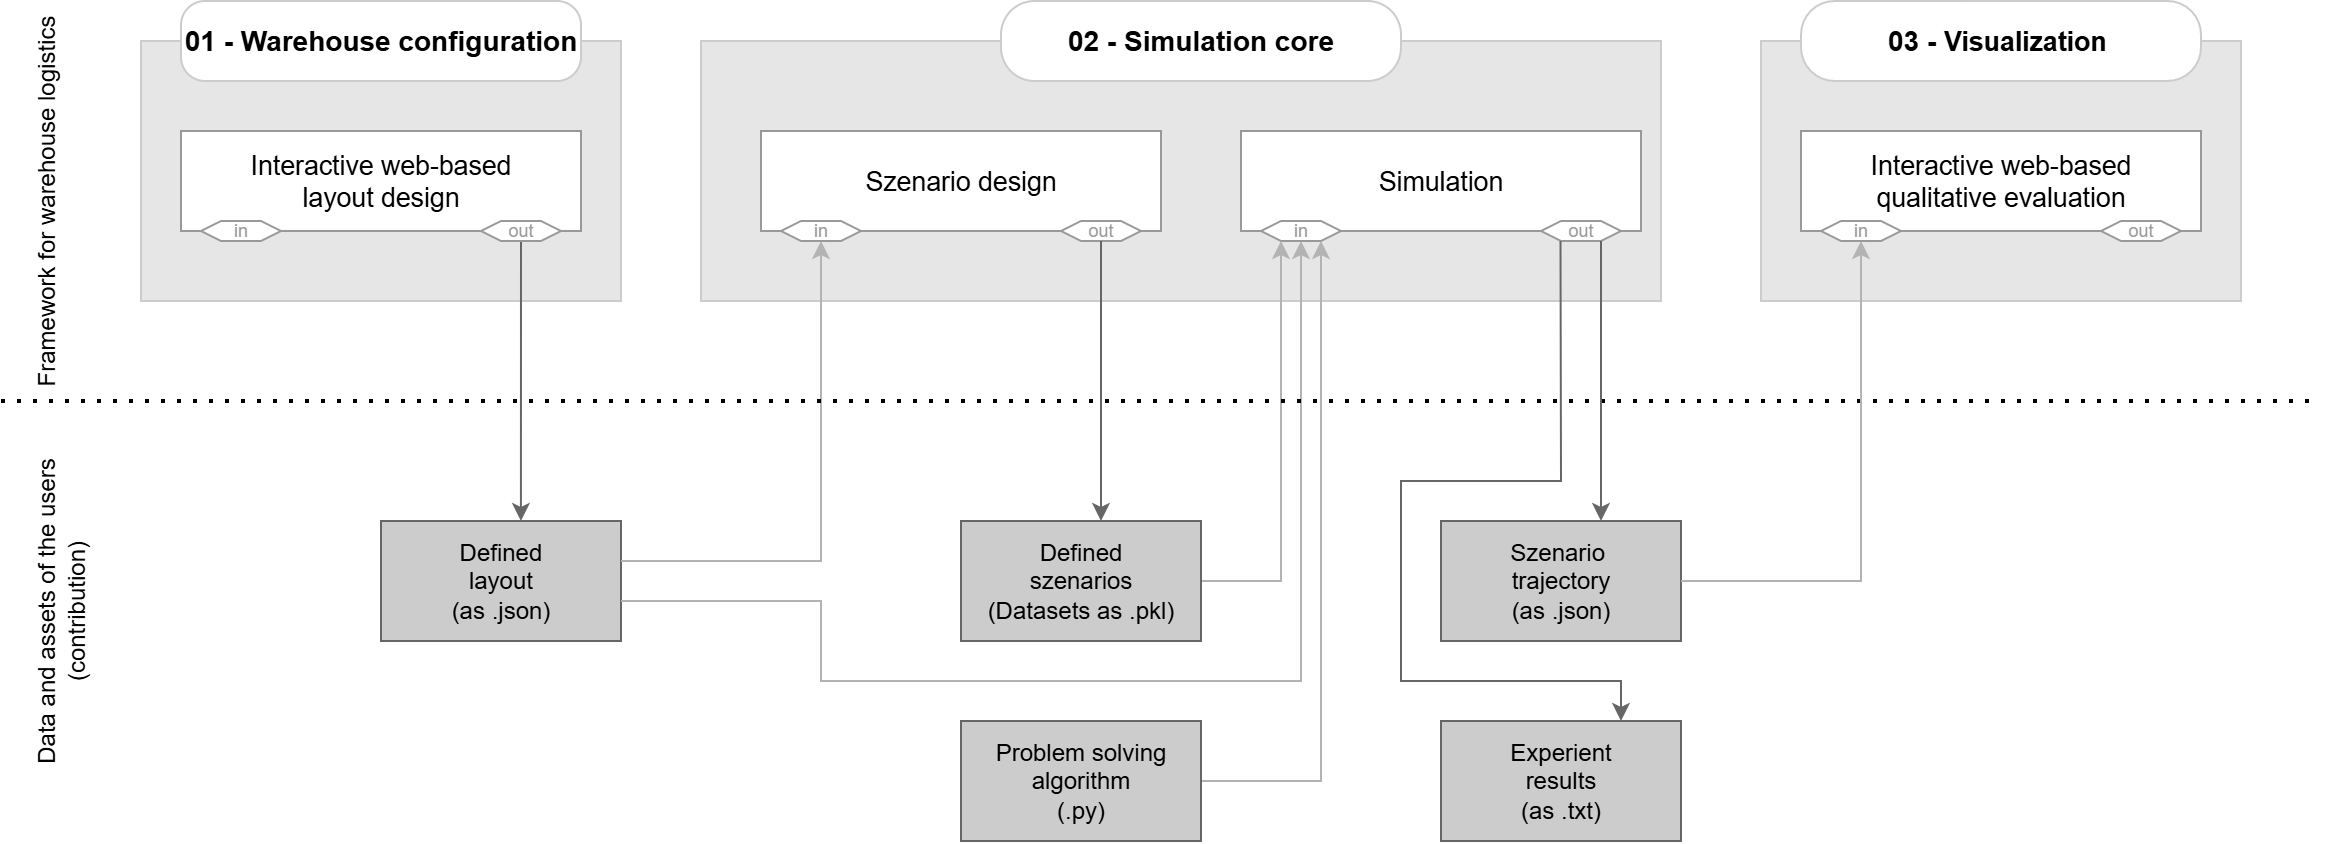 Framework for warehouse logistics
01 - Warehouse configuration
Interactive web-based
layout design
in
out
02 - Simulation core
Szenario design
in
out
Simulation
in
out
03 - Visualization
Interactive web-based
qualitative evaluation
in
out
Data and assets of the users
(contribution)
Defined
layout
(as .json)
Defined
szenarios
(Datasets as .pkl)
Szenario
trajectory
(as .json)
Problem solving
algorithm
(.py)
Experient
results
(as .txt)